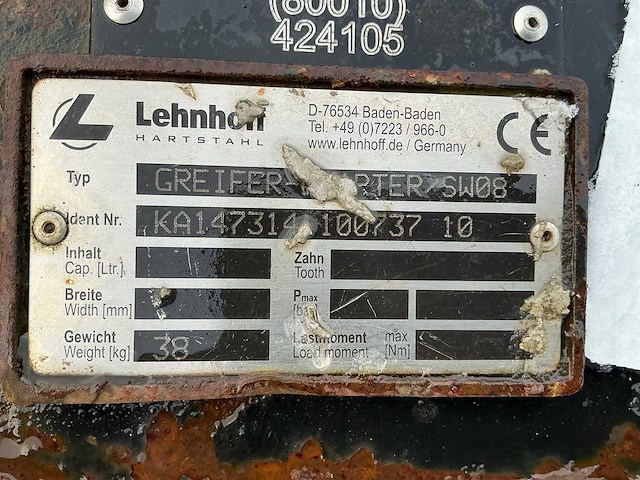 (80010)
424105
Lehnhoff
HARTSTAHL
D-76534 Baden-Baden
Tel. +49 (0)7223 / 966-0
www.lehnhoff.de / Germany
CE
Typ GREIFER SW08
Ident Nr. KA147314 100737 10
Inhalt
Cap. [Ltr.]
Zahn
Tooth
Breite
Width [mm]
Pmax
Gewicht
Weight [kg] 38
Lastmoment max
Load moment [Nm]